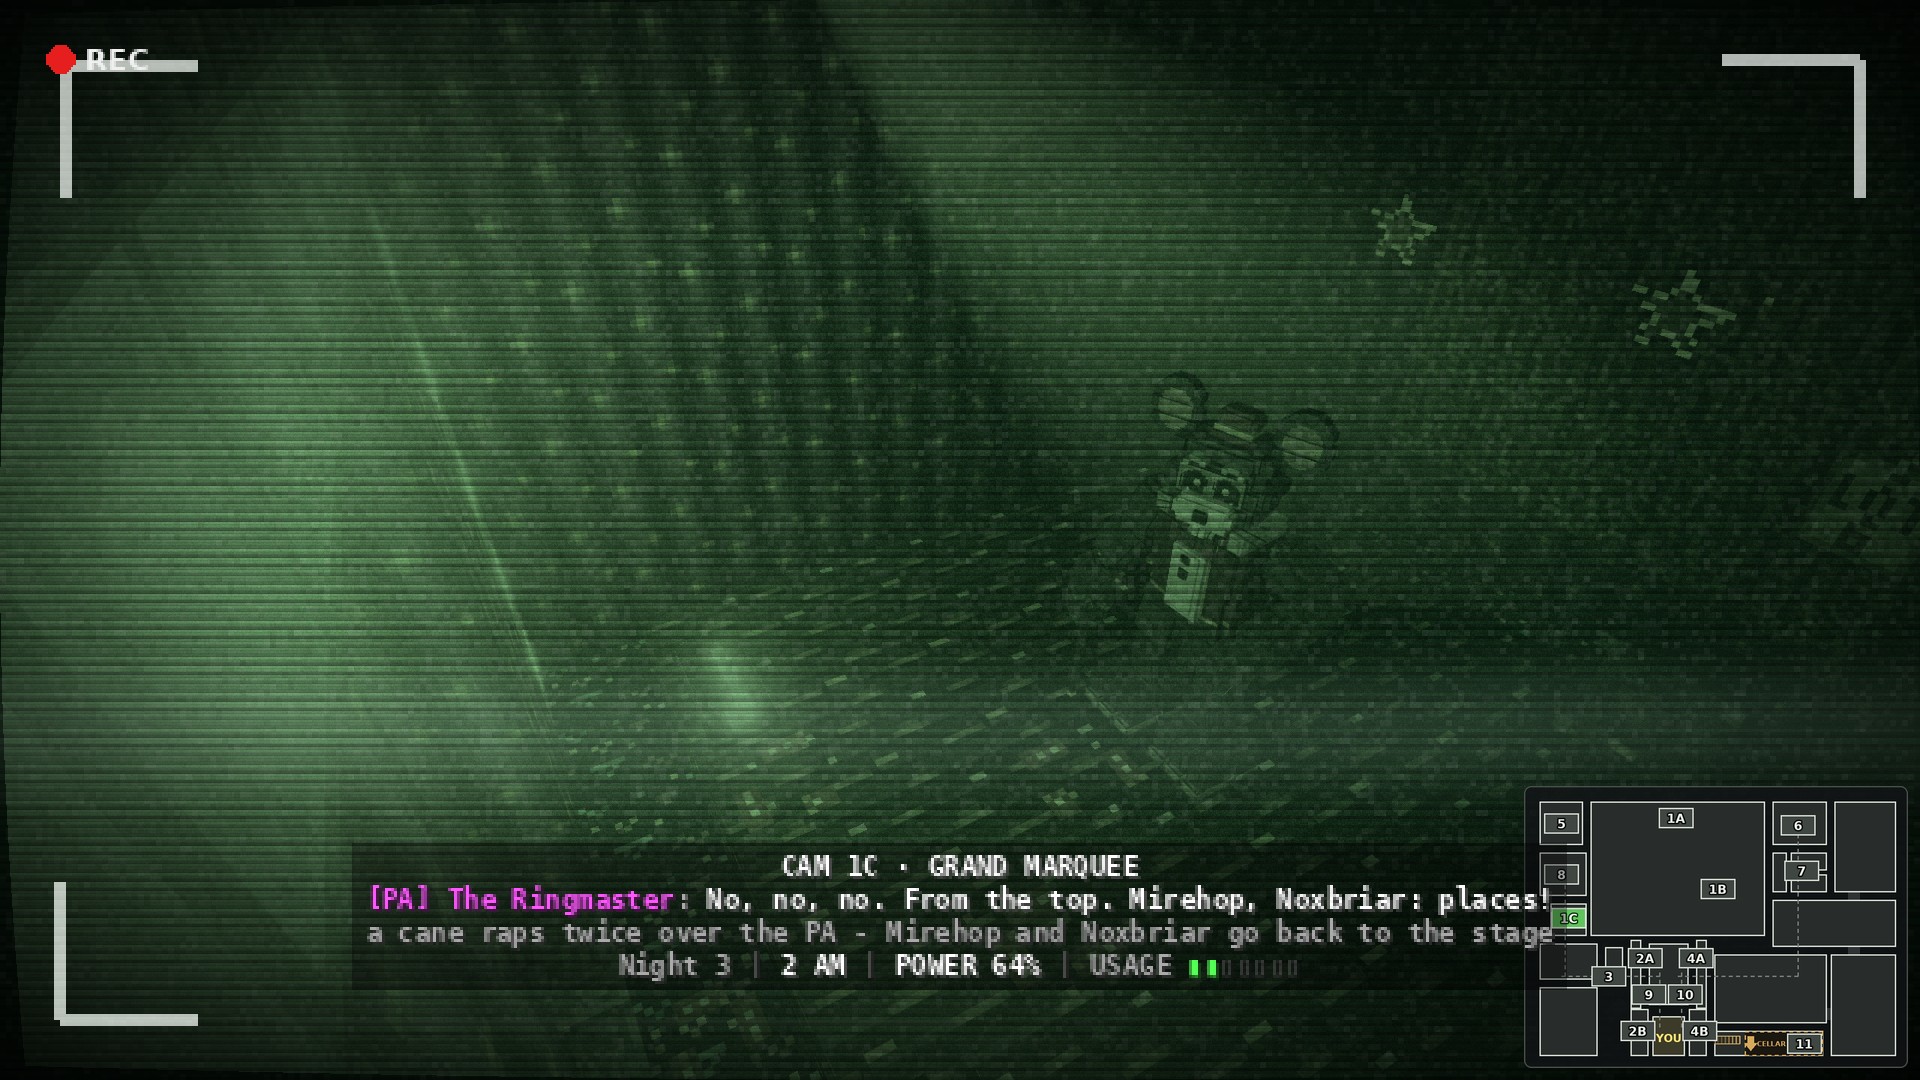 REC
CAM 1C · GRAND MARQUEE
[PA] The Ringmaster: No, no, no. From the top. Mirehop, Noxbriar: places!
a cane raps twice over the PA - Mirehop and Noxbriar go back to the stage
Night 3 | 2 AM | POWER 64% | USAGE
5
1A
6
8
7
1B
1C
2A
4A
3
9
10
2B
YOU
4B
CELLAR
11